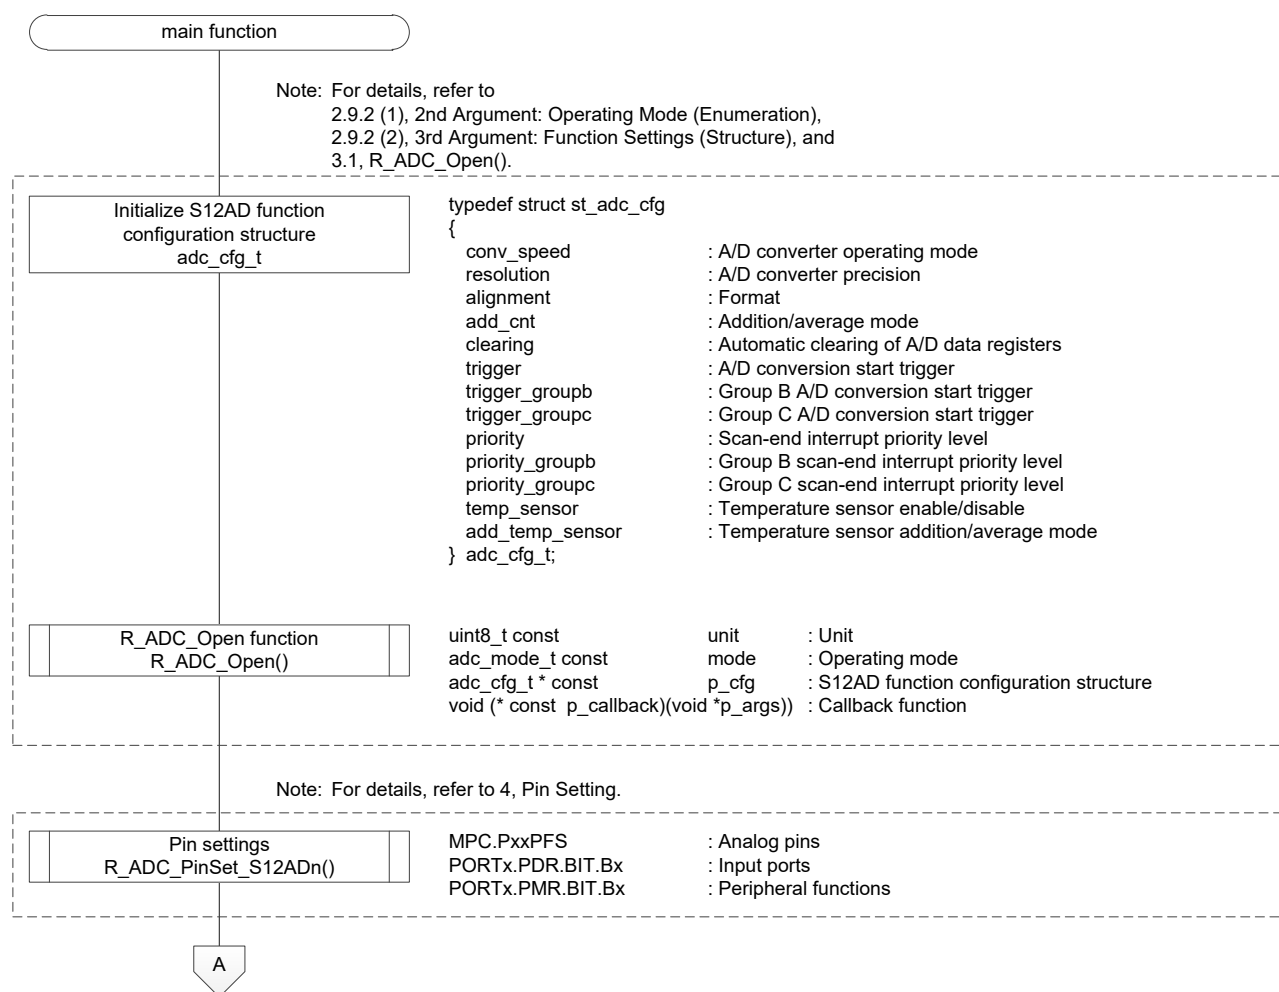 main function
Note: For details, refer to
2.9.2 (1), 2nd Argument: Operating Mode (Enumeration),
2.9.2 (2), 3rd Argument: Function Settings (Structure), and
3.1, R_ADC_Open().
Initialize S12AD function
configuration structure
adc_cfg_t
typedef struct st_adc_cfg
{
conv_speed : A/D converter operating mode
resolution : A/D converter precision
alignment : Format
add_cnt : Addition/average mode
clearing : Automatic clearing of A/D data registers
trigger : A/D conversion start trigger
trigger_groupb : Group B A/D conversion start trigger
trigger_groupc : Group C A/D conversion start trigger
priority : Scan-end interrupt priority level
priority_groupb : Group B scan-end interrupt priority level
priority_groupc : Group C scan-end interrupt priority level
temp_sensor : Temperature sensor enable/disable
add_temp_sensor : Temperature sensor addition/average mode
} adc_cfg_t;
R_ADC_Open function
R_ADC_Open()
uint8_t const unit : Unit
adc_mode_t const mode : Operating mode
adc_cfg_t * const p_cfg : S12AD function configuration structure
void (* const p_callback)(void *p_args)) : Callback function
Note: For details, refer to 4, Pin Setting.
Pin settings
R_ADC_PinSet_S12ADn()
MPC.PxxPFS : Analog pins
PORTx.PDR.BIT.Bx : Input ports
PORTx.PMR.BIT.Bx : Peripheral functions
A